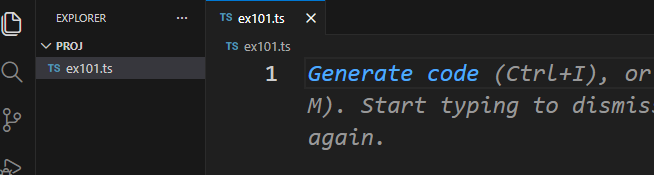 EXPLORER ...
PROJ
TS ex101.ts
TS ex101.ts
TS ex101.ts
1 Generate code (Ctrl+I), or
M). Start typing to
again.